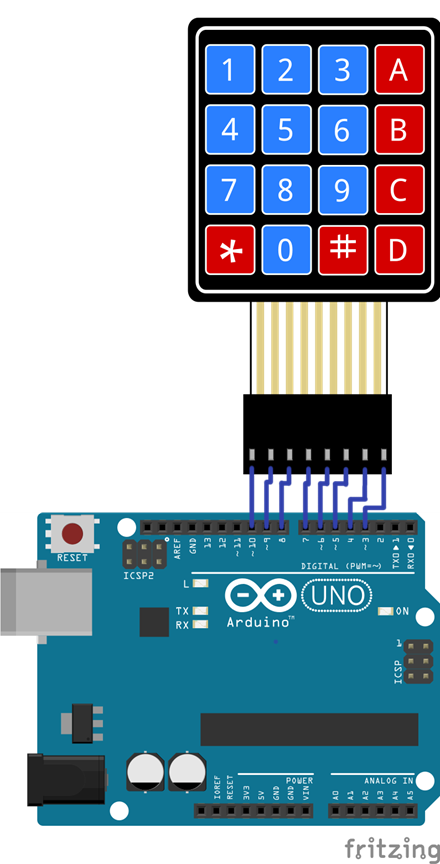 1 2 3 A
4 5 6 B
7 8 9 C
* 0 # D
RESET
ICSP2
AREF
GND
13
12
~11
~10
~9
8
7
~6
~5
4
~3
2
TX0▶1
RX0◀0
DIGITAL (PWM=~)
L
TX
RX
UNO
ON
Arduino™
1
ICSP
IOREF
RESET
3V3
5V
GND
GND
VIN
POWER
ANALOG IN
A0
A1
A2
A3
A4
A5
fritzing